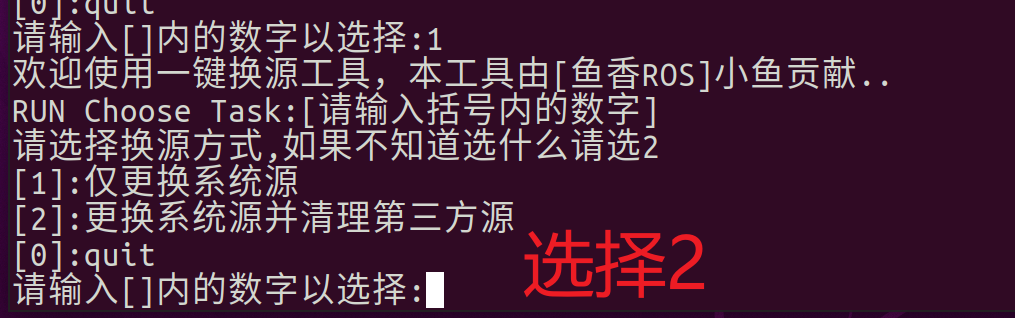 [0]:quit
请输入[]内的数字以选择:1
欢迎使用一键换源工具，本工具由[鱼香ROS]小鱼贡献..
RUN Choose Task:[请输入括号内的数字]
请选择换源方式,如果不知道选什么请选2
[1]:仅更换系统源
[2]:更换系统源并清理第三方源
[0]:quit
请输入[]内的数字以选择:
选择2